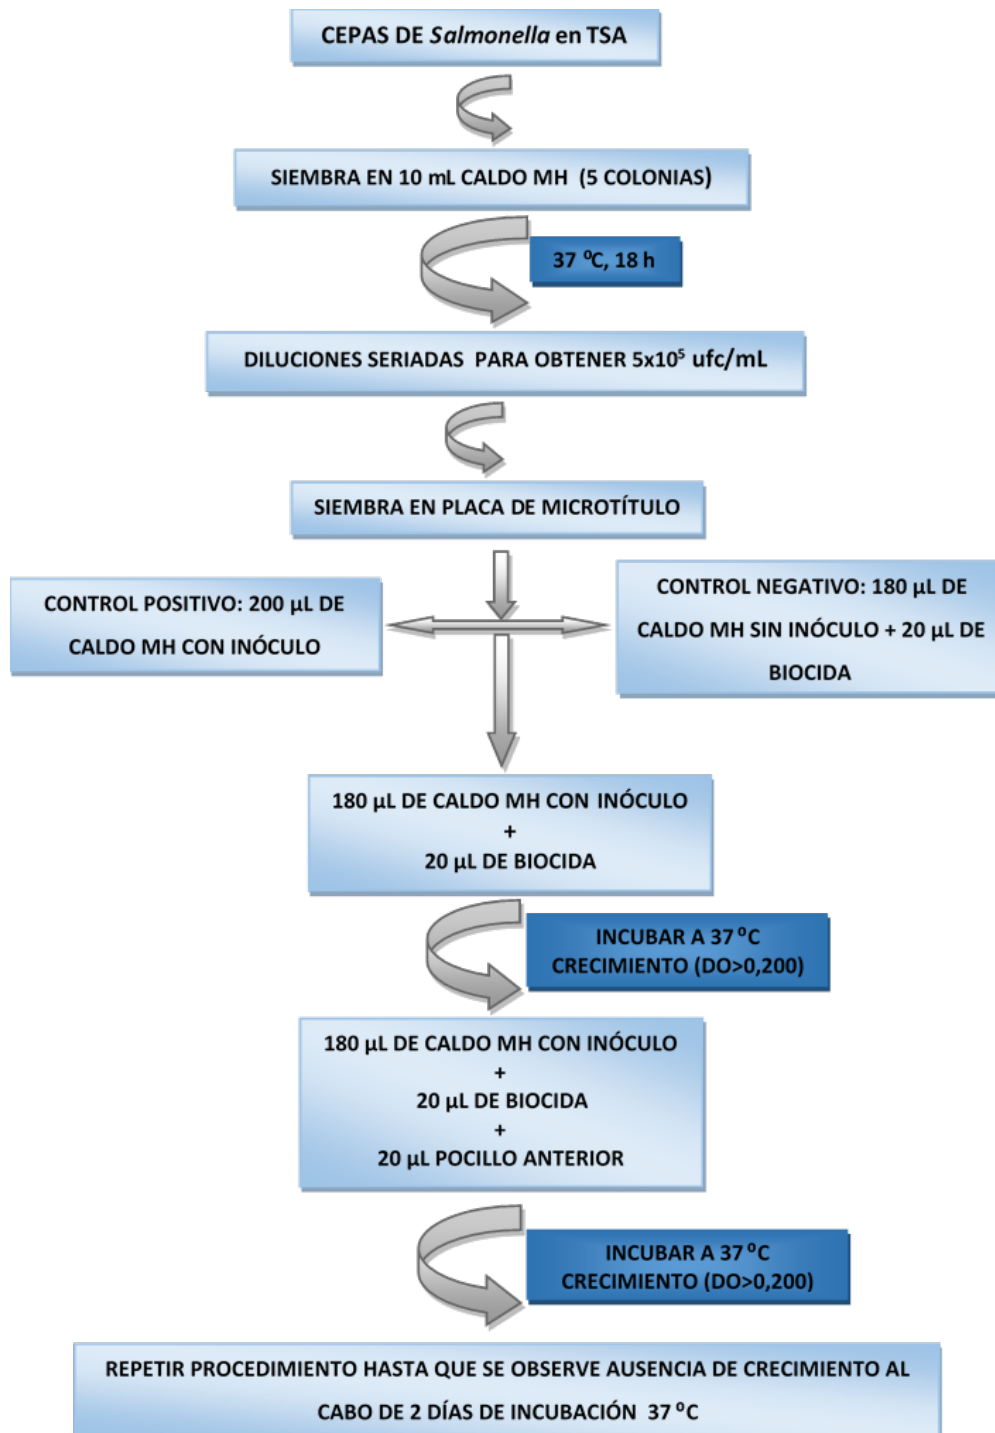 CEPAS DE Salmonella en TSA
SIEMBRA EN 10 mL CALDO MH (5 COLONIAS)
37 ºC, 18 h
DILUCIONES SERIADAS PARA OBTENER 5x10⁵ ufc/mL
SIEMBRA EN PLACA DE MICROTÍTULO
CONTROL POSITIVO: 200 µL DE
CALDO MH CON INÓCULO
CONTROL NEGATIVO: 180 µL DE
CALDO MH SIN INÓCULO + 20 µL DE
BIOCIDA
180 µL DE CALDO MH CON INÓCULO
+
20 µL DE BIOCIDA
INCUBAR A 37 ºC
CRECIMIENTO (DO>0,200)
180 µL DE CALDO MH CON INÓCULO
+
20 µL DE BIOCIDA
+
20 µL POCILLO ANTERIOR
INCUBAR A 37 ºC
CRECIMIENTO (DO>0,200)
REPETIR PROCEDIMIENTO HASTA QUE SE OBSERVE AUSENCIA DE CRECIMIENTO AL
CABO DE 2 DÍAS DE INCUBACIÓN 37 ºC